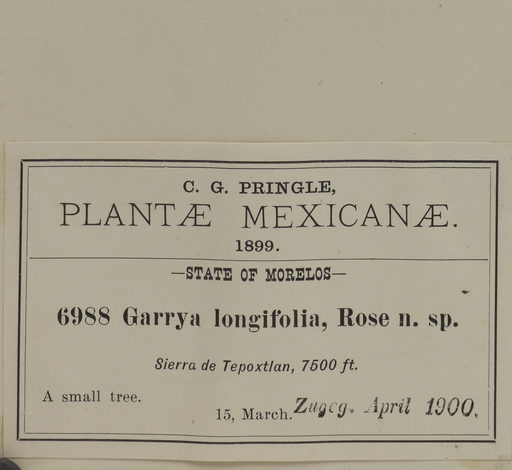 C. G. PRINGLE,
PLANTÆ MEXICANÆ.
1899.
—STATE OF MORELOS—
6988 Garrya longifolia, Rose n. sp.
Sierra de Tepoxtlan, 7500 ft.
A small tree.
15, March. Zugeg. April 1900.